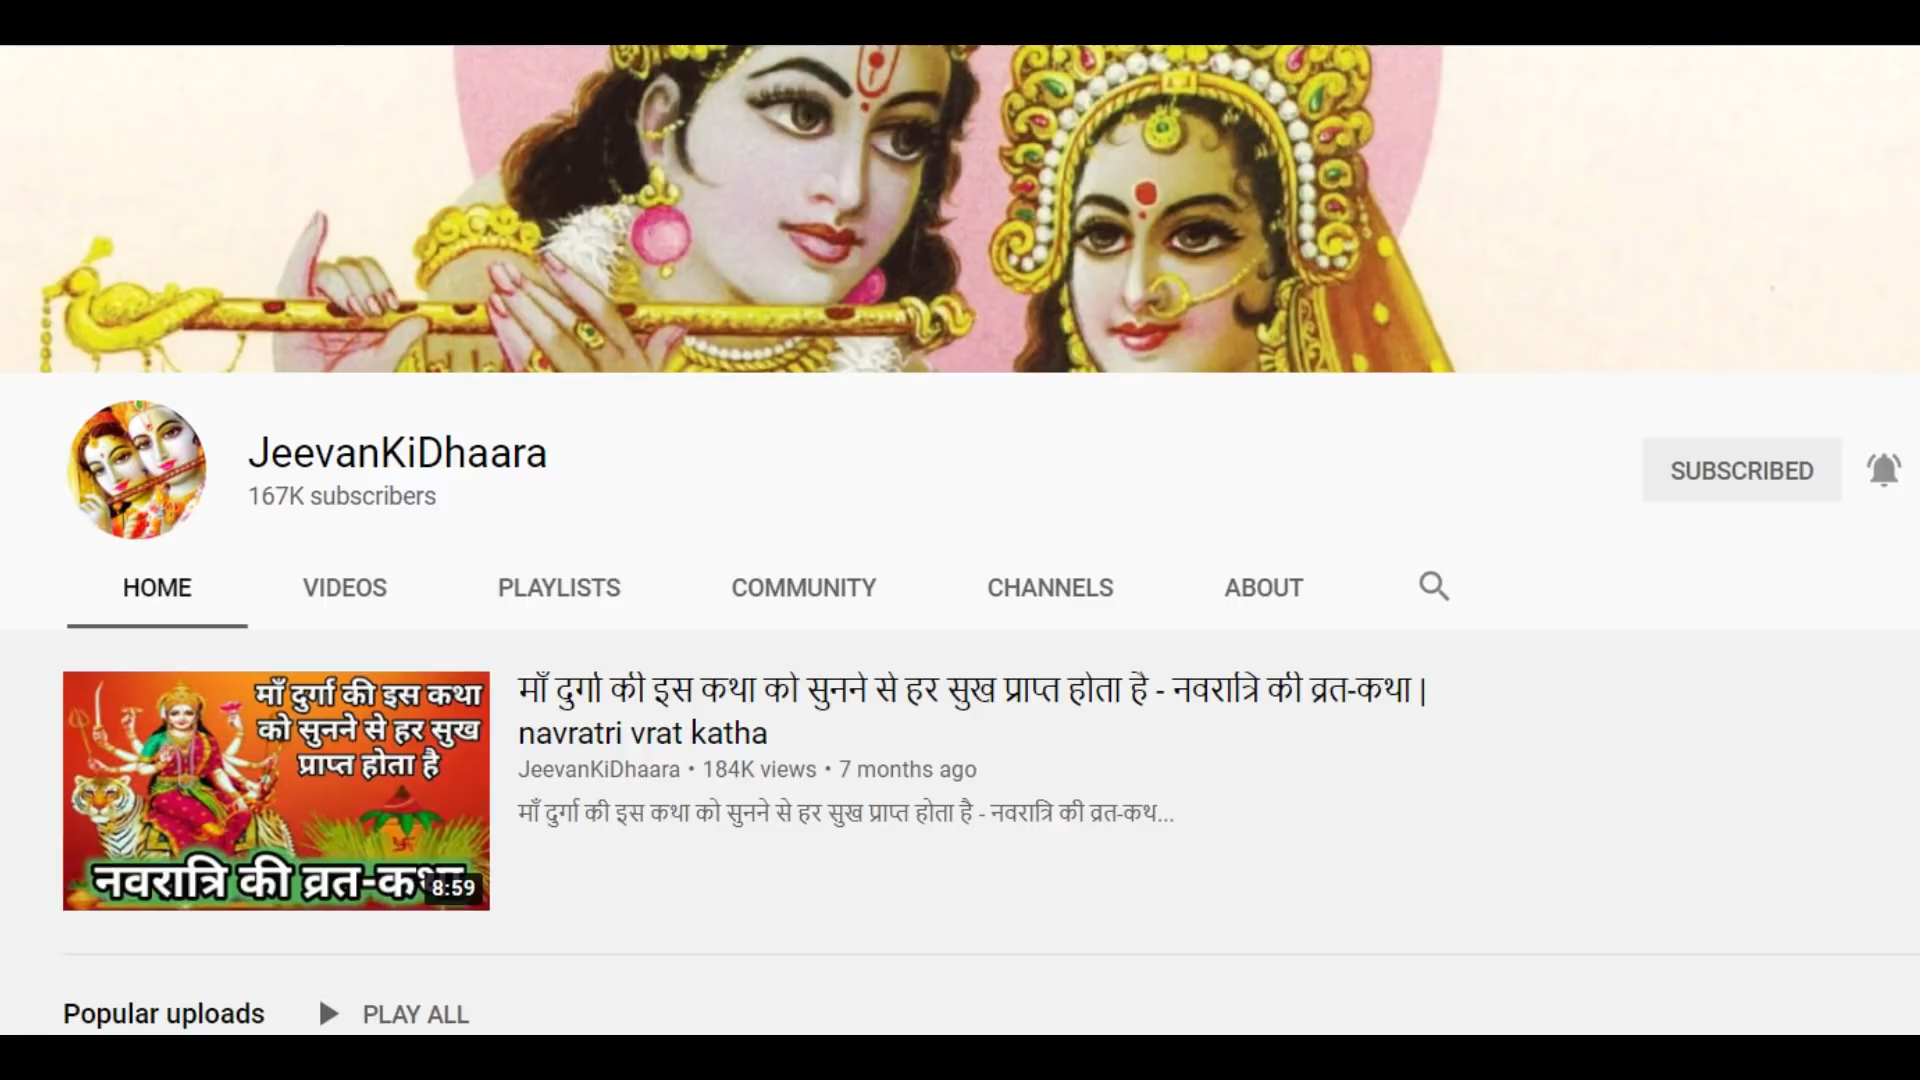 JeevanKiDhaara
167K subscribers
SUBSCRIBED
HOME VIDEOS PLAYLISTS COMMUNITY CHANNELS ABOUT
माँ दुर्गा की इस कथा
को सुनने से हर सुख
प्राप्त होता है
नवरात्रि की व्रत-कथा
8:59
माँ दुर्गा की इस कथा को सुनने से हर सुख प्राप्त होता है - नवरात्रि की व्रत-कथा |
navratri vrat katha
JeevanKiDhaara • 184K views • 7 months ago
माँ दुर्गा की इस कथा को सुनने से हर सुख प्राप्त होता है - नवरात्रि की व्रत-कथ...
Popular uploads PLAY ALL